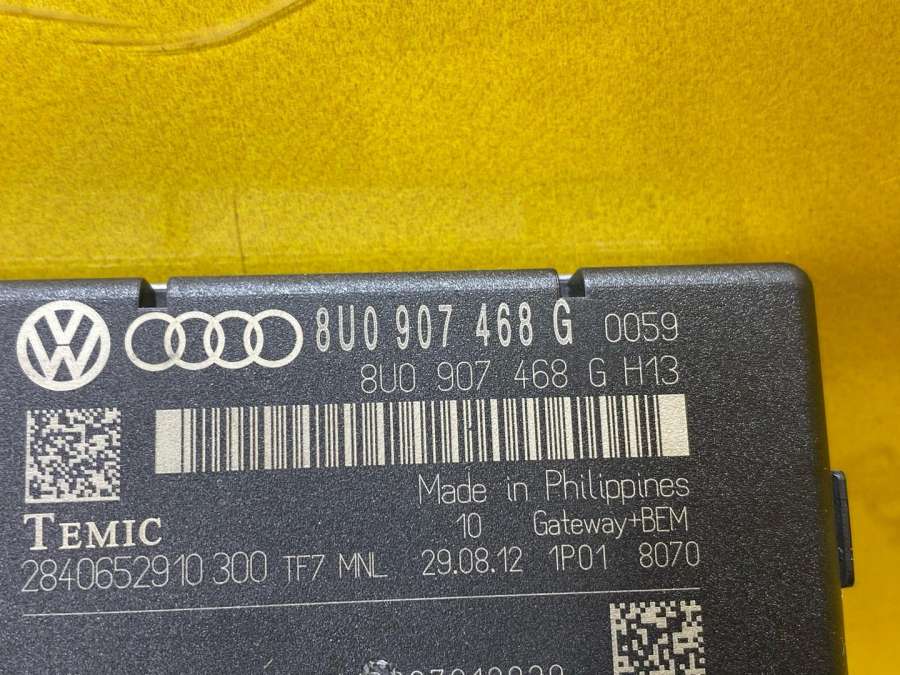 8U0 907 468 G 0059
8U0 907 468 G H13
Made in Philippines
TEMIC 10 Gateway+BEM
2840652910 300 TF7 MNL 29.08.12 1P01 8070